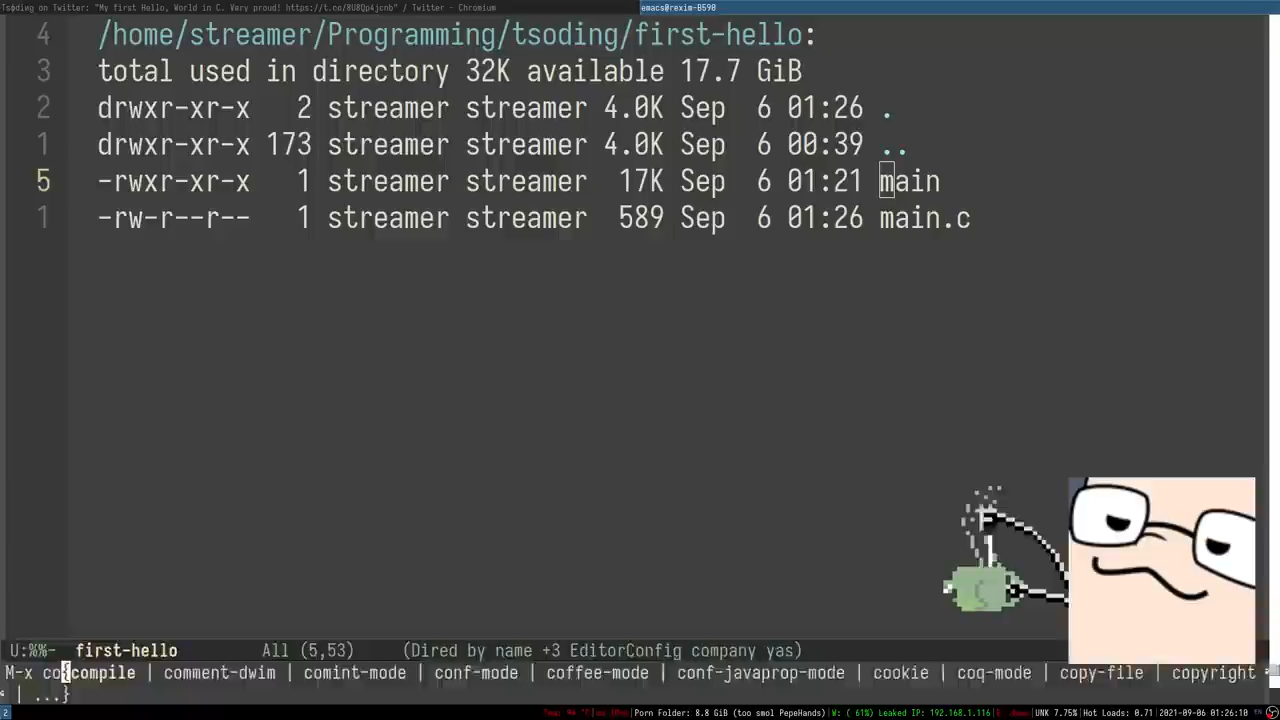 Tsoding on Twitter: "My first Hello, World in C. Very proud! https://t.co/8U8Qp4jcnb" / Twitter - Chromium
emacs@rexim-B590
4 /home/streamer/Programming/tsoding/first-hello:
3 total used in directory 32K available 17.7 GiB
2 drwxr-xr-x 2 streamer streamer 4.0K Sep 6 01:26 .
1 drwxr-xr-x 173 streamer streamer 4.0K Sep 6 00:39 ..
5 -rwxr-xr-x 1 streamer streamer 17K Sep 6 01:21 main
1 -rw-r--r-- 1 streamer streamer 589 Sep 6 01:26 main.c
U:%%- first-hello All (5,53) (Dired by name +3 EditorConfig company yas)
M-x co{compile | comment-dwim | comint-mode | conf-mode | coffee-mode | conf-javaprop-mode | cookie | coq-mode | copy-file | copyright
| ...}
2 Porn Folder: 8.8 GiB (too smol PepeHands) W: ( 61%) Leaked IP: 192.168.1.116 UNK 7.75% Hot Loads: 0.71 2021-09-06 01:26:10